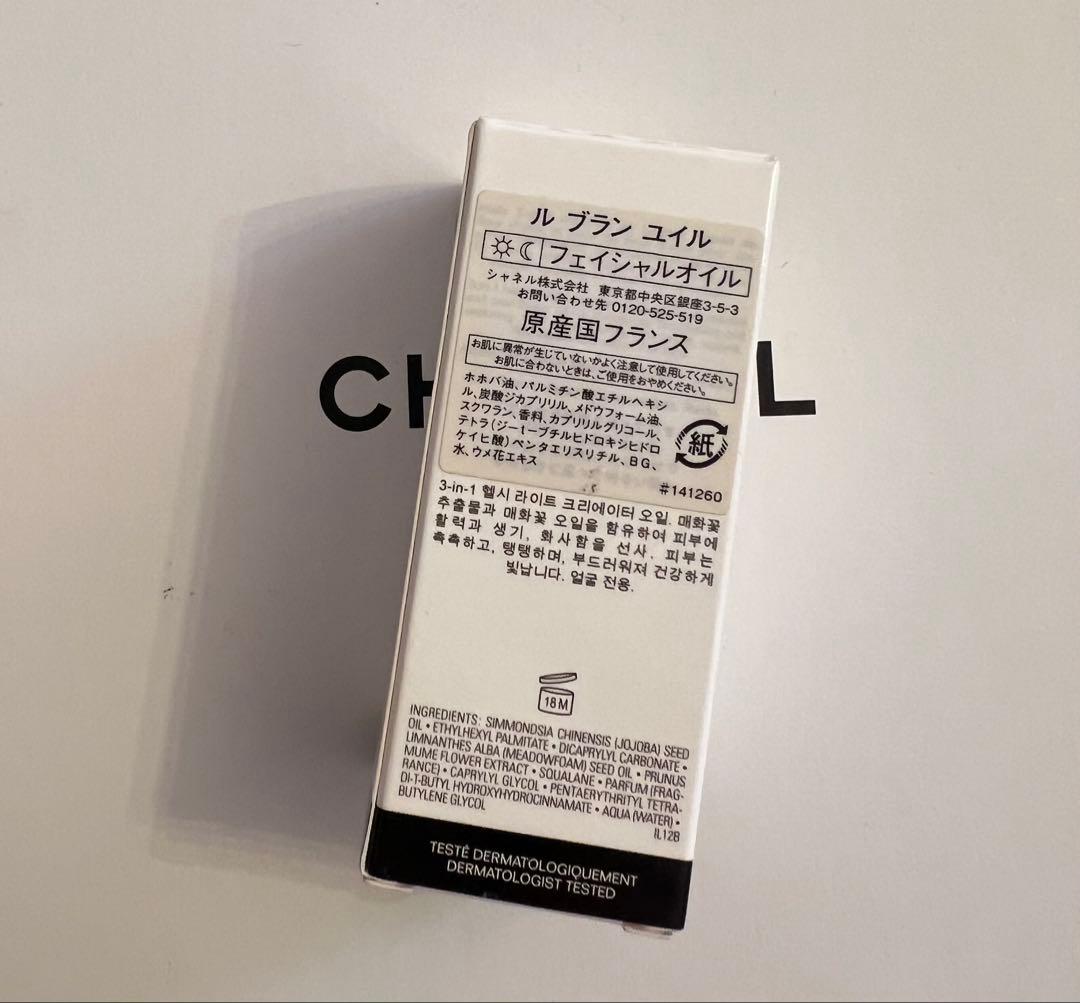 ル ブラン ユイル
フェイシャルオイル
シャネル株式会社 東京都中央区銀座3-5-3
お問い合わせ先 0120-525-519
原産国フランス
お肌に異常が生じていないかよく注意して使用してください。
お肌に合わないときは、ご使用をおやめください。
ホホバ油、パルミチン酸エチルヘキシ
ル、炭酸ジカプリリル、メドウフォーム油、
スクワラン、香料、カプリリルグリコール、
テトラ(ジ-t-ブチルヒドロキシヒドロ
ケイヒ酸)ペンタエリスリチル、BG、
水、ウメ花エキス
紙
#141260
CH L
3-in-1 헬시 라이트 크리에이터 오일. 매화꽃
추출물과 매화꽃 오일을 함유하여 피부에
활력과 생기, 화사함을 선사. 피부는
촉촉하고, 탱탱하며, 부드러워져 건강하게
빛납니다. 얼굴 전용.
18M
INGREDIENTS: SIMMONDSIA CHINENSIS (JOJOBA) SEED
OIL • ETHYLHEXYL PALMITATE • DICAPRYLYL CARBONATE •
LIMNANTHES ALBA (MEADOWFOAM) SEED OIL • PRUNUS
MUME FLOWER EXTRACT • SQUALANE • PARFUM (FRAG-
RANCE) • CAPRYLYL GLYCOL • PENTAERYTHRITYL TETRA-
DI-T-BUTYL HYDROXYHYDROCINNAMATE • AQUA (WATER) •
BUTYLENE GLYCOL
IL12B
TESTÉ DERMATOLOGIQUEMENT
DERMATOLOGIST TESTED